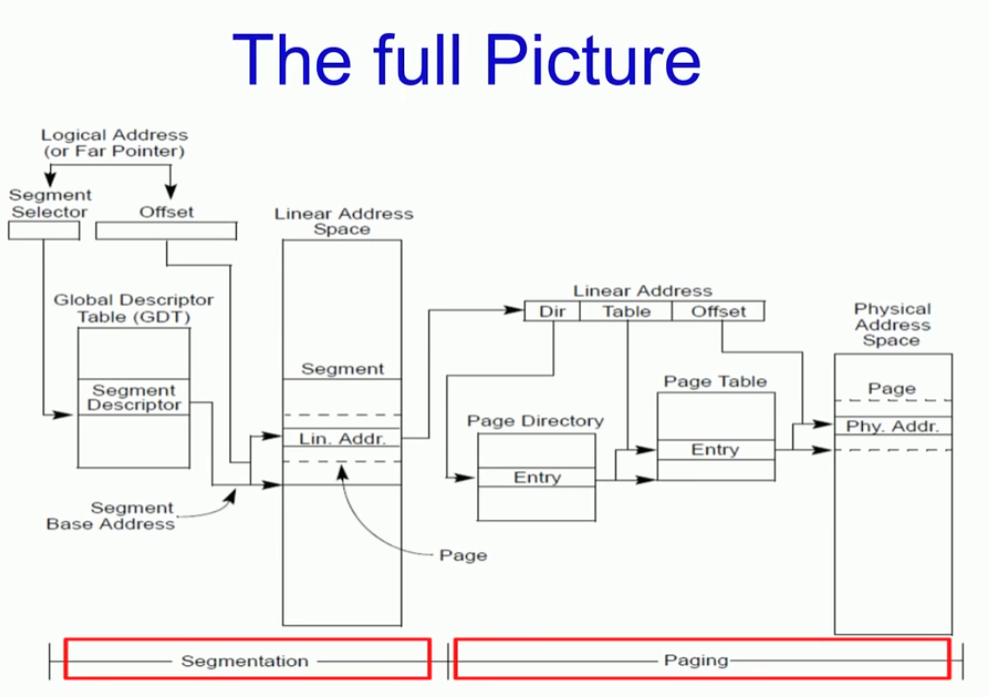 The full Picture
Logical Address
(or Far Pointer)
Segment
Selector
Offset
Linear Address
Space
Global Descriptor
Table (GDT)
Segment
Descriptor
Segment
Base Address
Segment
Lin. Addr.
Page
Linear Address
Dir
Table
Offset
Page Directory
Entry
Page Table
Entry
Physical
Address
Space
Page
Phy. Addr.
Segmentation
Paging